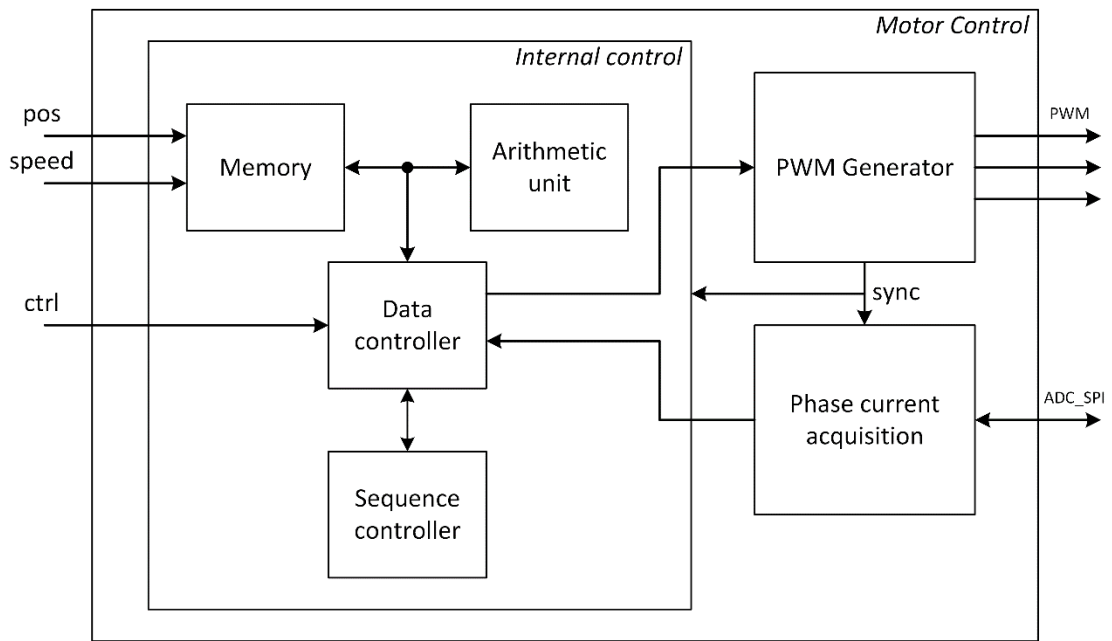 Motor Control
Internal control
pos
speed
Memory
Arithmetic
unit
PWM Generator
PWM
ctrl
Data
controller
sync
Phase current
acquisition
ADC_SPI
Sequence
controller